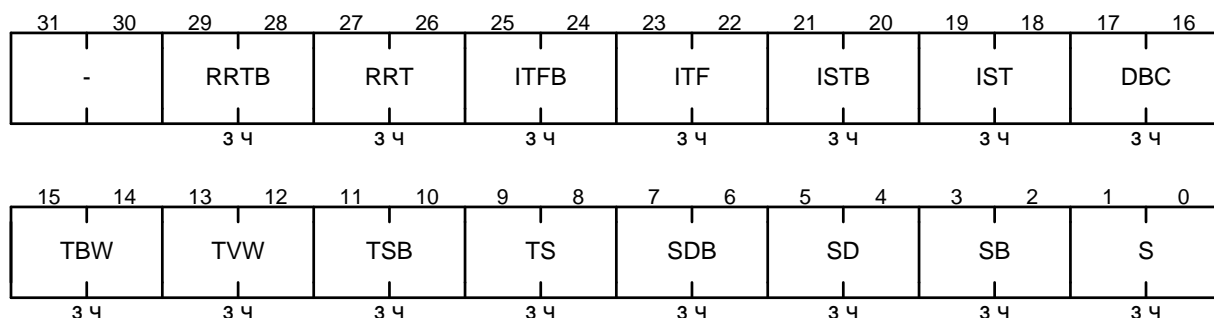 31 30 29 28 27 26 25 24 23 22 21 20 19 18 17 16
- RRTB RRT ITFB ITF ISTB IST DBC
з ч з ч з ч з ч з ч з ч з ч
15 14 13 12 11 10 9 8 7 6 5 4 3 2 1 0
TBW TVW TSB TS SDB SD SB S
з ч з ч з ч з ч з ч з ч з ч з ч